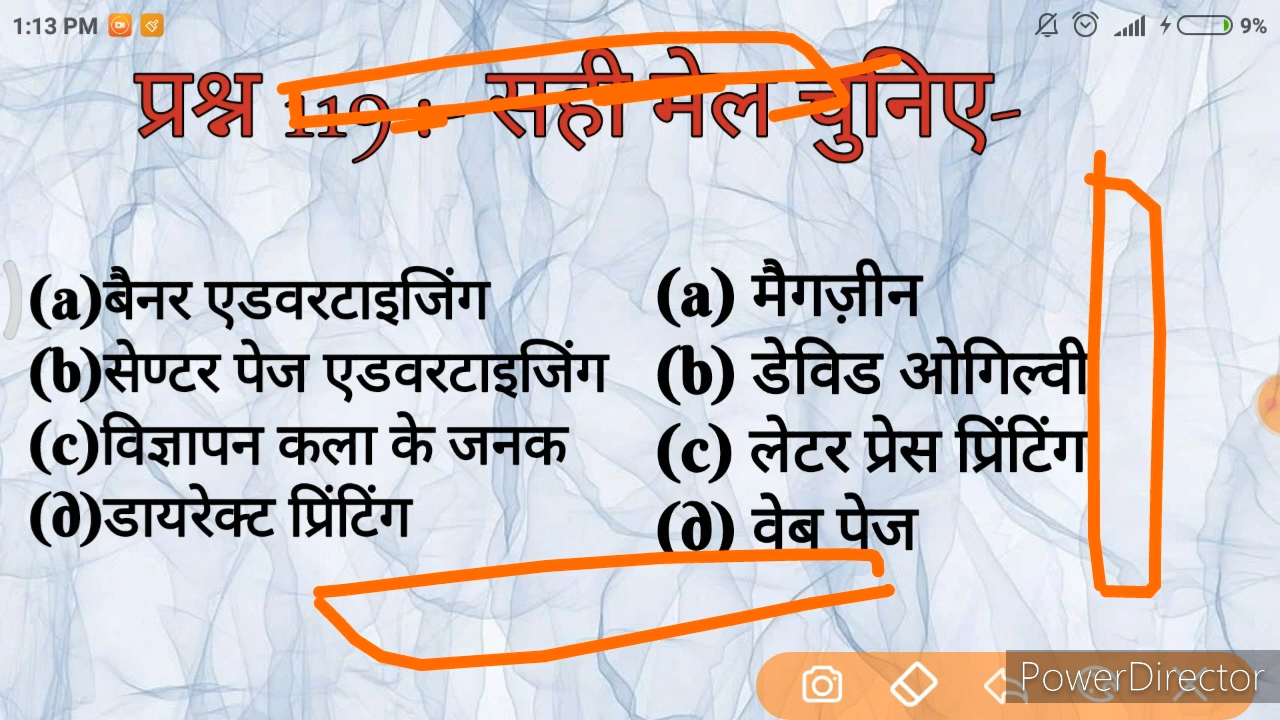 1:13 PM
9%
प्रश्न 119 :- सही मेल चुनिए-
(a)बैनर एडवरटाइजिंग
(b)सेण्टर पेज एडवरटाइजिंग
(c)विज्ञापन कला के जनक
(d)डायरेक्ट प्रिंटिंग
(a) मैगज़ीन
(b) डेविड ओगिल्वी
(c) लेटर प्रेस प्रिंटिंग
(d) वेब पेज
PowerDirector